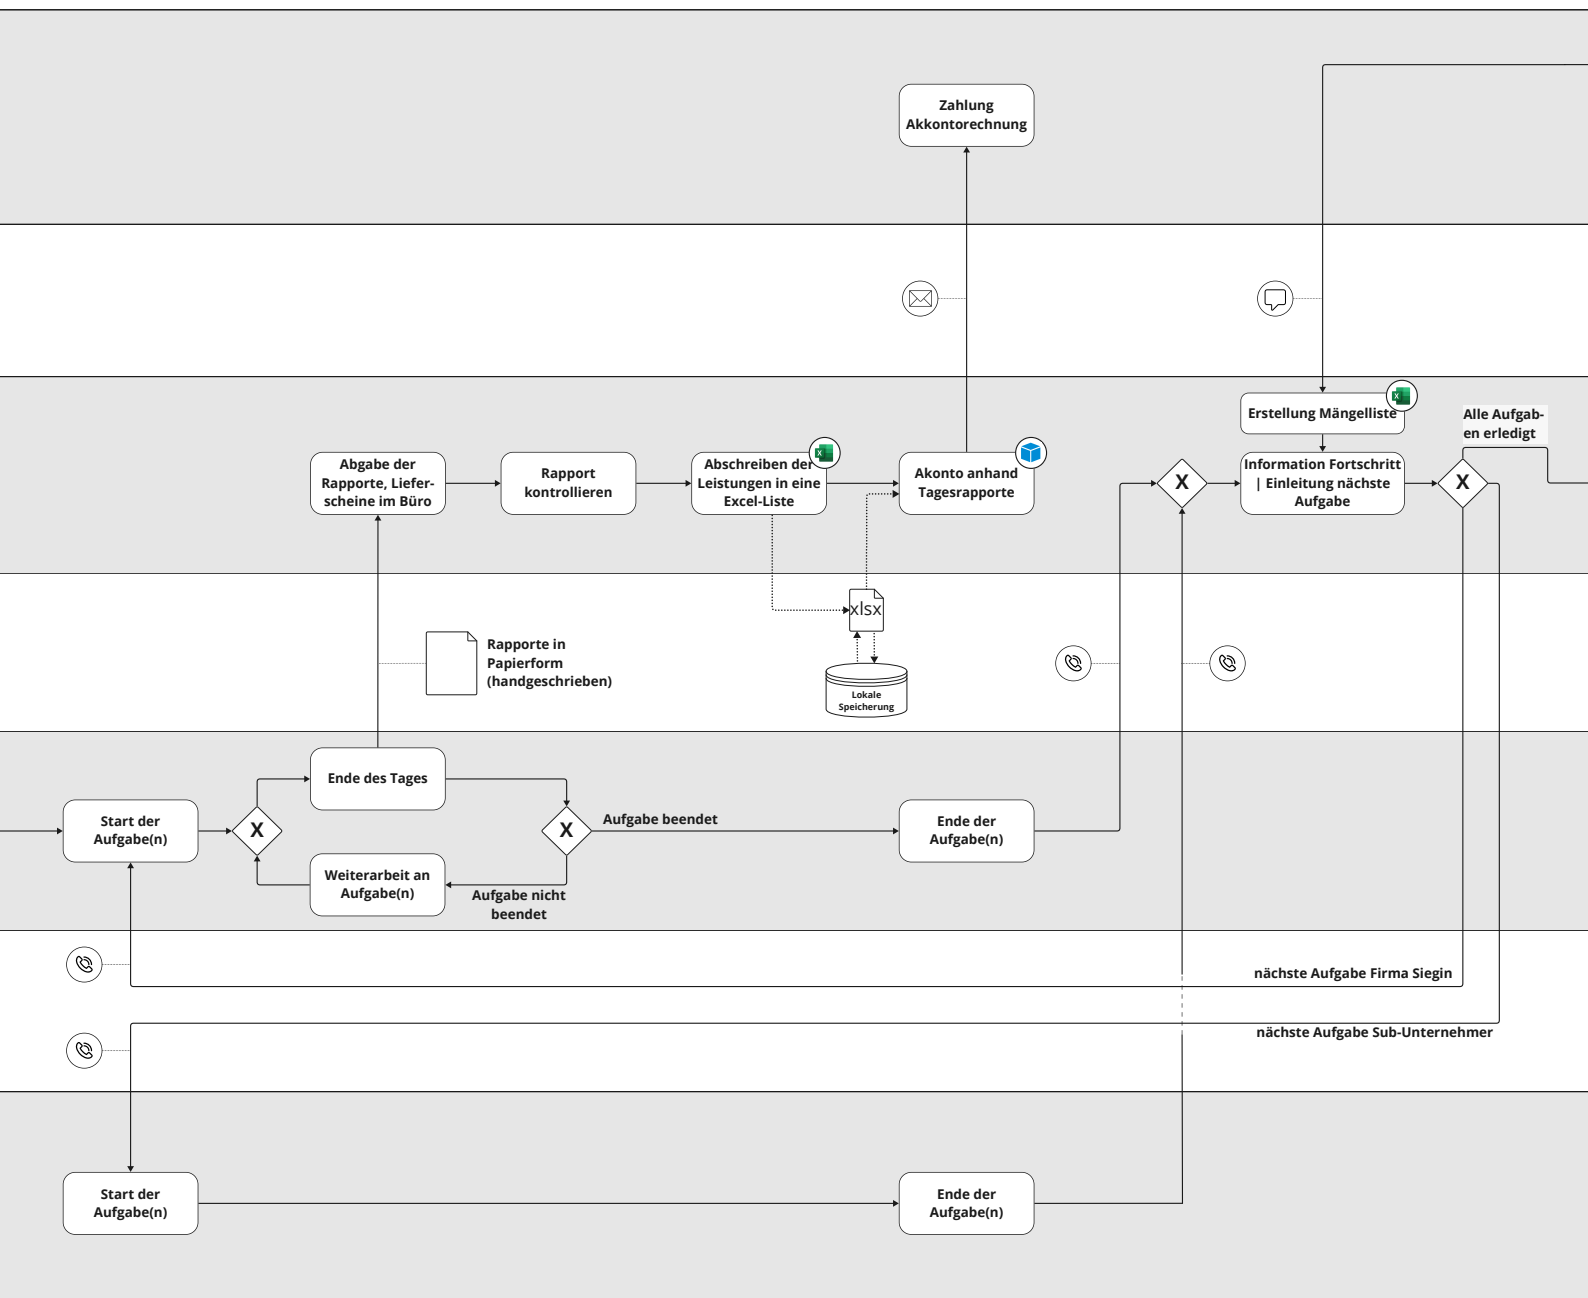 Zahlung
Akkontorechnung
Erstellung Mängelliste
Alle Aufgab-
en erledigt
Abgabe der
Rapporte, Liefer-
scheine im Büro
Rapport
kontrollieren
Abschreiben der
Leistungen in eine
Excel-Liste
Akonto anhand
Tagesrapporte
X
Information Fortschritt
| Einleitung nächste
Aufgabe
X
xlsx
Rapporte in
Papierform
(handgeschrieben)
Lokale
Speicherung
Ende des Tages
Start der
Aufgabe(n)
X
X
Aufgabe beendet
Ende der
Aufgabe(n)
Weiterarbeit an
Aufgabe(n)
Aufgabe nicht
beendet
nächste Aufgabe Firma Siegin
nächste Aufgabe Sub-Unternehmer
Start der
Aufgabe(n)
Ende der
Aufgabe(n)